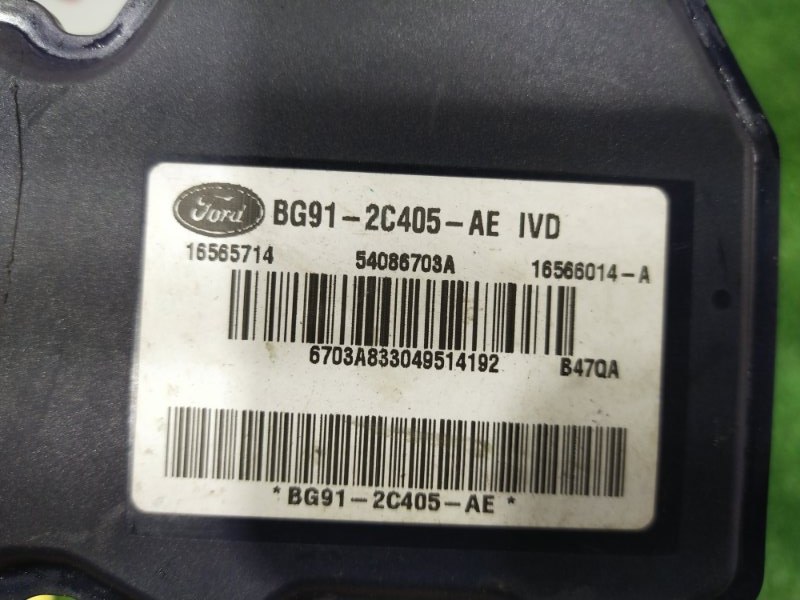 Ford BG91-2C405-AE IVD
16565714 54086703A 16566014-A
6703A833049514192 B47QA
*BG91-2C405-AE*